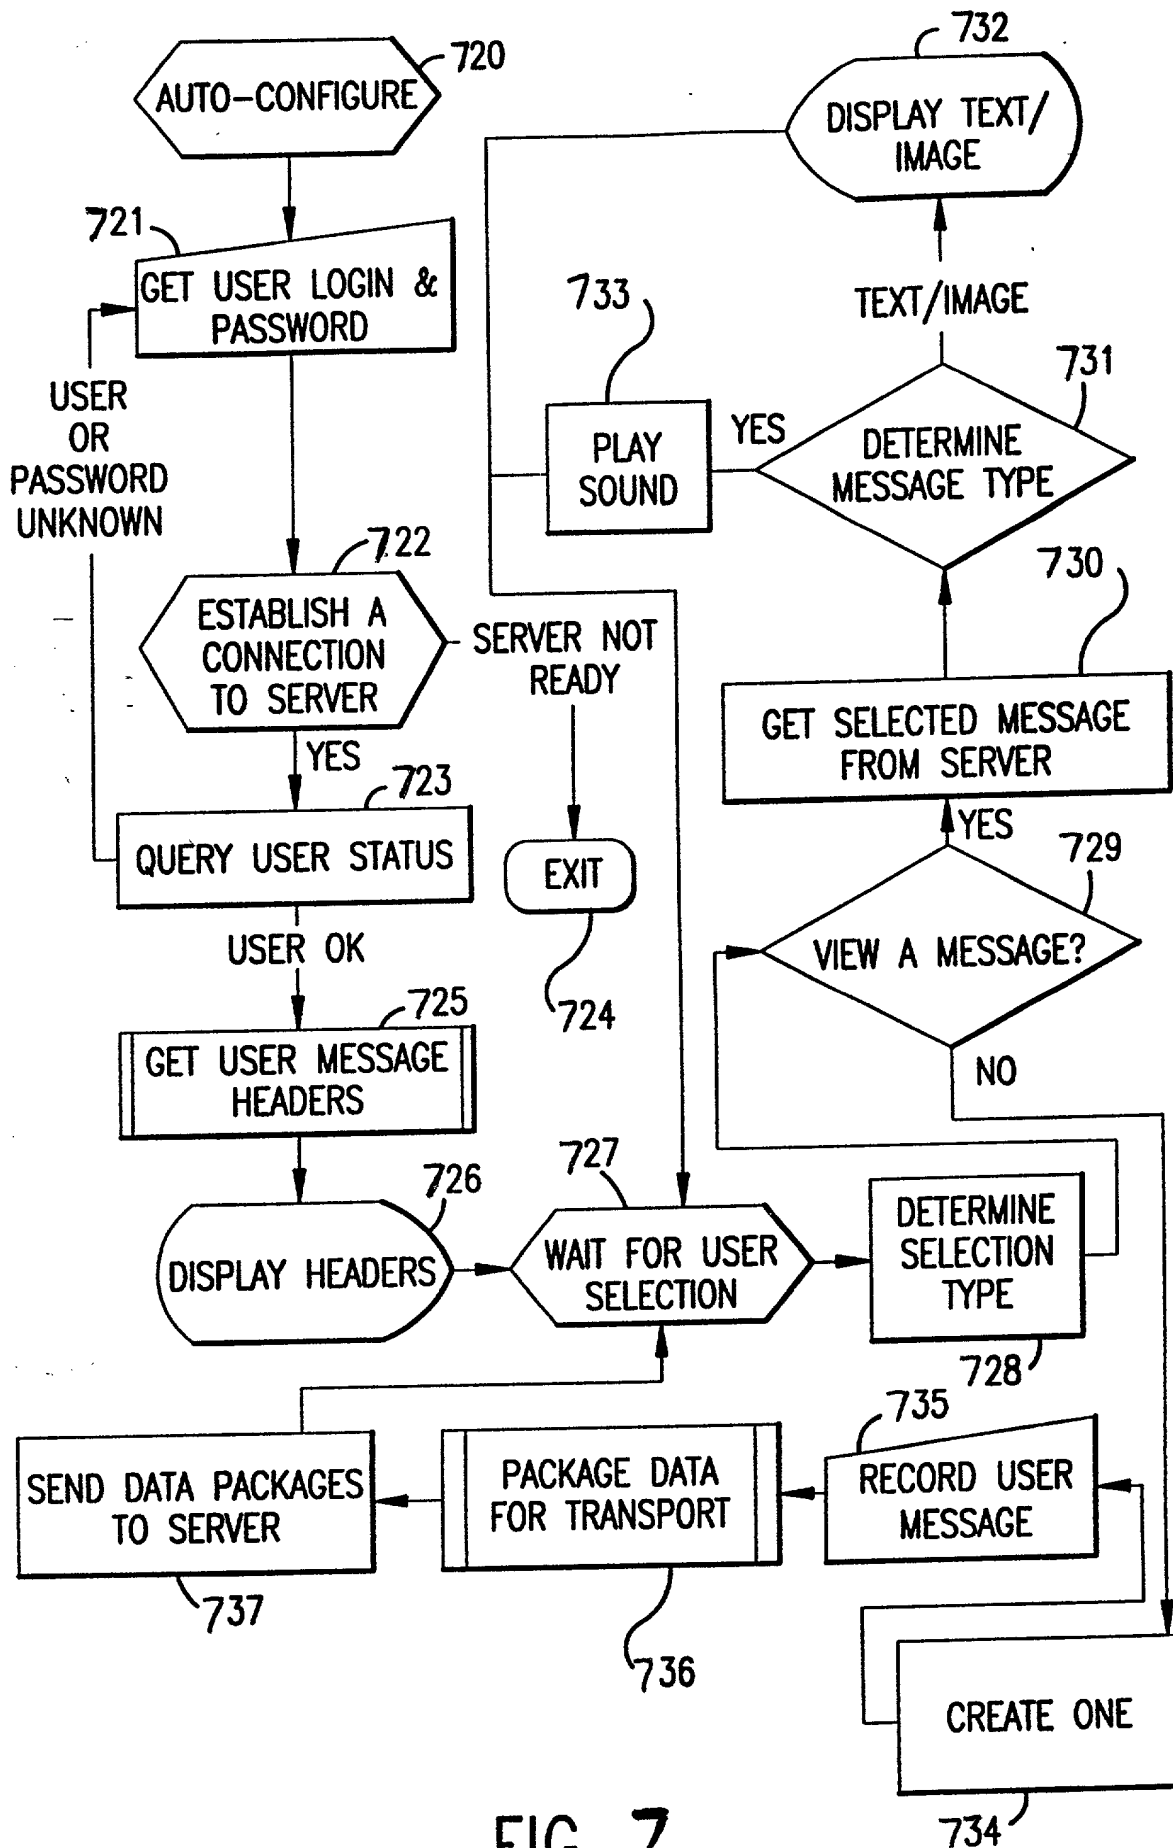 720
AUTO-CONFIGURE
721
GET USER LOGIN &
PASSWORD
USER
OR
PASSWORD
UNKNOWN
722
ESTABLISH A
CONNECTION
TO SERVER
SERVER NOT
READY
YES
723
QUERY USER STATUS
EXIT
724
USER OK
725
GET USER MESSAGE
HEADERS
726
DISPLAY HEADERS
727
WAIT FOR USER
SELECTION
DETERMINE
SELECTION
TYPE
728
VIEW A MESSAGE?
729
YES
NO
GET SELECTED MESSAGE
FROM SERVER
730
DETERMINE
MESSAGE TYPE
731
YES
PLAY
SOUND
733
TEXT/IMAGE
DISPLAY TEXT/
IMAGE
732
CREATE ONE
734
735
RECORD USER
MESSAGE
PACKAGE DATA
FOR TRANSPORT
736
SEND DATA PACKAGES
TO SERVER
737
FIG. 7